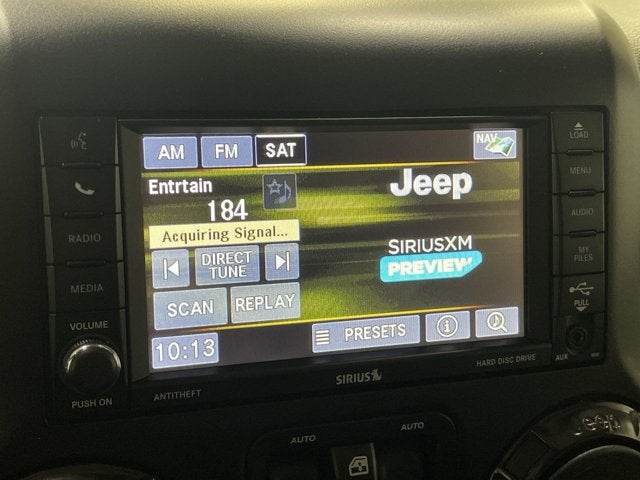 AM FM SAT NAV
LOAD
MENU
Entrtain
184
Jeep
Acquiring Signal...
RADIO
AUDIO
DIRECT
TUNE
SIRIUSXM
PREVIEW
MY
FILES
MEDIA
SCAN REPLAY
PULL
VOLUME
PRESETS
10:13
PUSH ON
ANTITHEFT
SIRIUS
HARD DISC DRIVE
AUX
AUTO
AUTO
Jeep